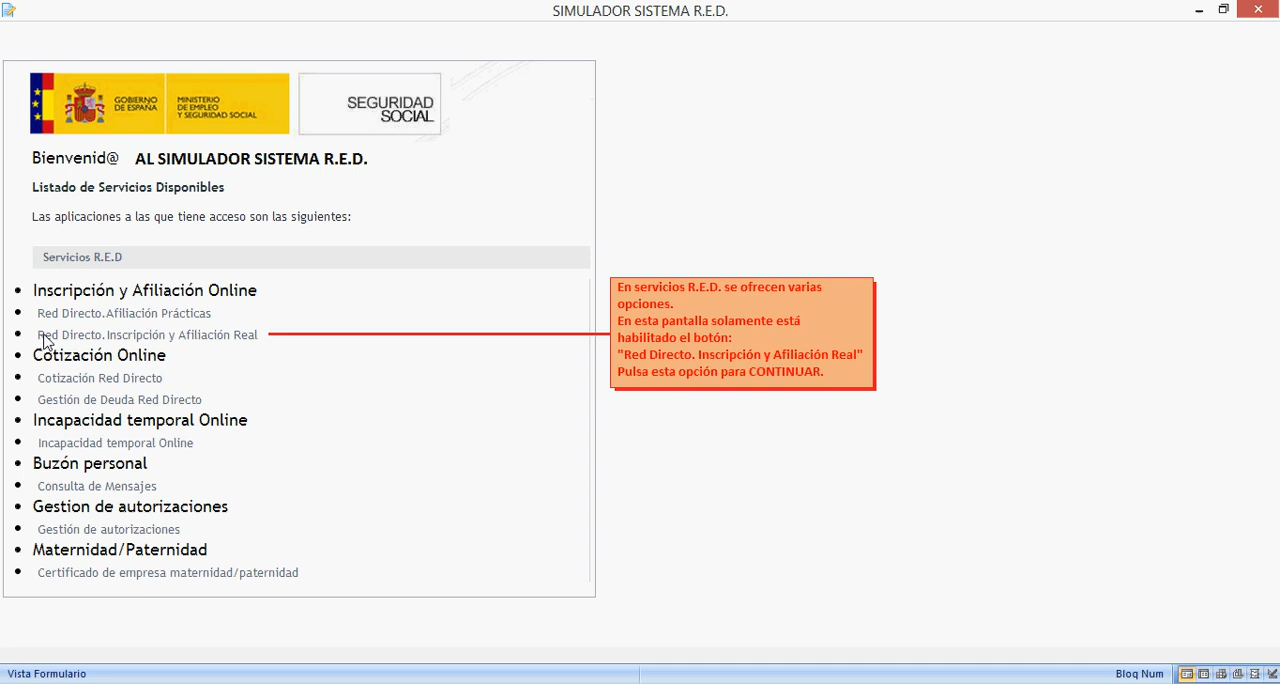 SIMULADOR SISTEMA R.E.D.
GOBIERNO
DE ESPAÑA
MINISTERIO
DE EMPLEO
Y SEGURIDAD SOCIAL
SEGURIDAD
SOCIAL
Bienvenid@ AL SIMULADOR SISTEMA R.E.D.
Listado de Servicios Disponibles
Las aplicaciones a las que tiene acceso son las siguientes:
Servicios R.E.D
Inscripción y Afiliación Online
Red Directo.Afiliación Prácticas
Red Directo.Inscripción y Afiliación Real
Cotización Online
Cotización Red Directo
Gestión de Deuda Red Directo
Incapacidad temporal Online
Incapacidad temporal Online
Buzón personal
Consulta de Mensajes
Gestion de autorizaciones
Gestión de autorizaciones
Maternidad/Paternidad
Certificado de empresa maternidad/paternidad
En servicios R.E.D. se ofrecen varias
opciones.
En esta pantalla solamente está
habilitado el botón:
"Red Directo. Inscripción y Afiliación Real"
Pulsa esta opción para CONTINUAR.
Vista Formulario
Bloq Num